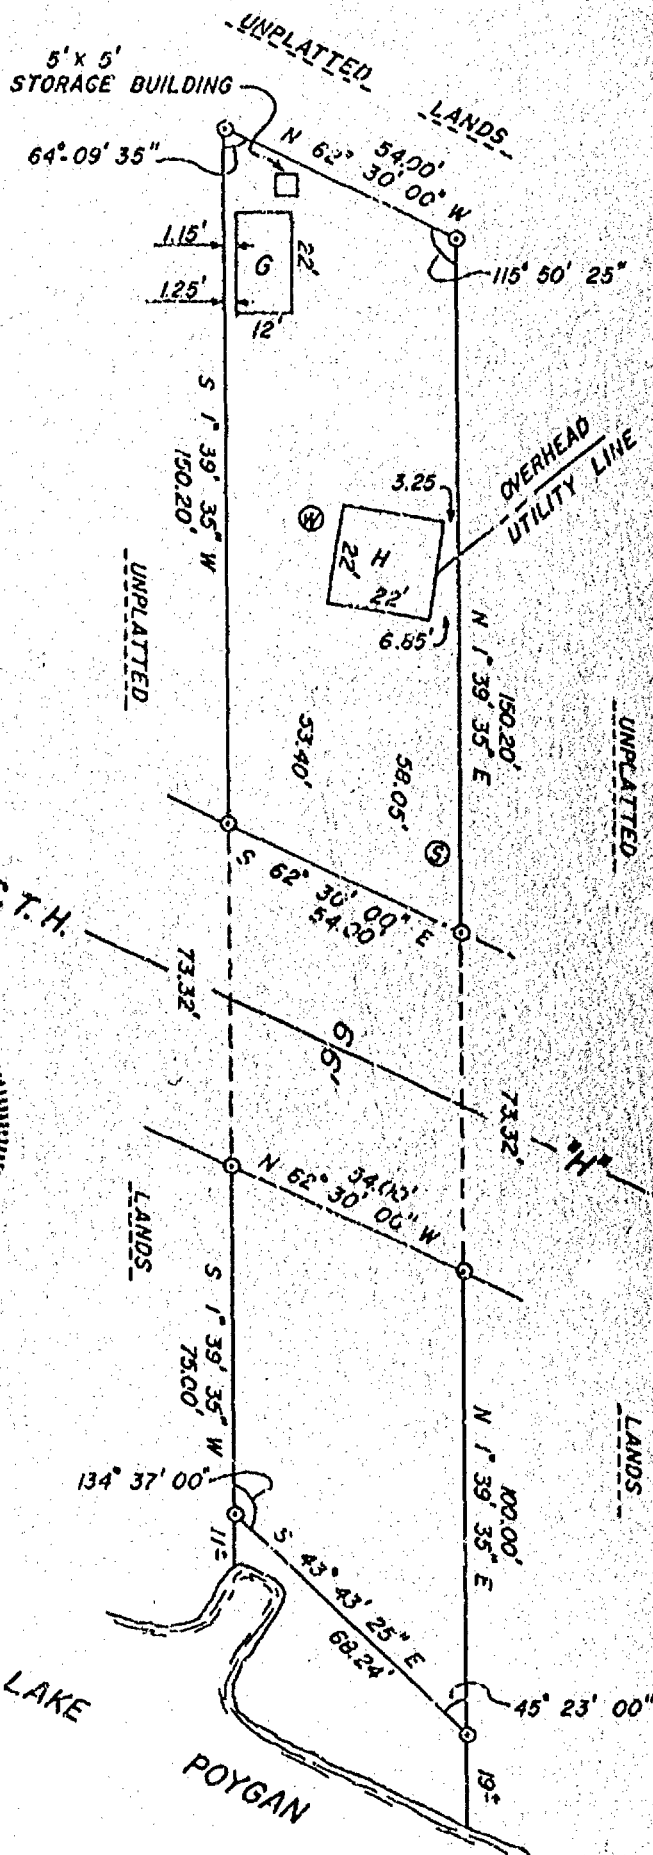 UNPLATTED
LANDS
5' x 5'
STORAGE BUILDING
64° 09' 35"
54.00'
N 62° 30' 00" W
115° 50' 25"
1.15'
1.25'
G
22'
12'
S 1° 39' 35" W
150.20'
OVERHEAD
UTILITY LINE
3.25
W
H
22'
22'
6.85'
N 1° 39' 35" E
150.20'
UNPLATTED
UNPLATTED
53.40'
58.05'
S
S 62° 30' 00" E
54.00'
T. H.
"H"
73.32'
66'
73.32'
54.00'
N 62° 30' 00" W
LANDS
LANDS
S 1° 39' 35" W
75.00'
N 1° 39' 35" E
100.00'
134° 37' 00"
11'±
S 43° 43' 25" E
68.24'
45° 23' 00"
19'±
LAKE
POYGAN